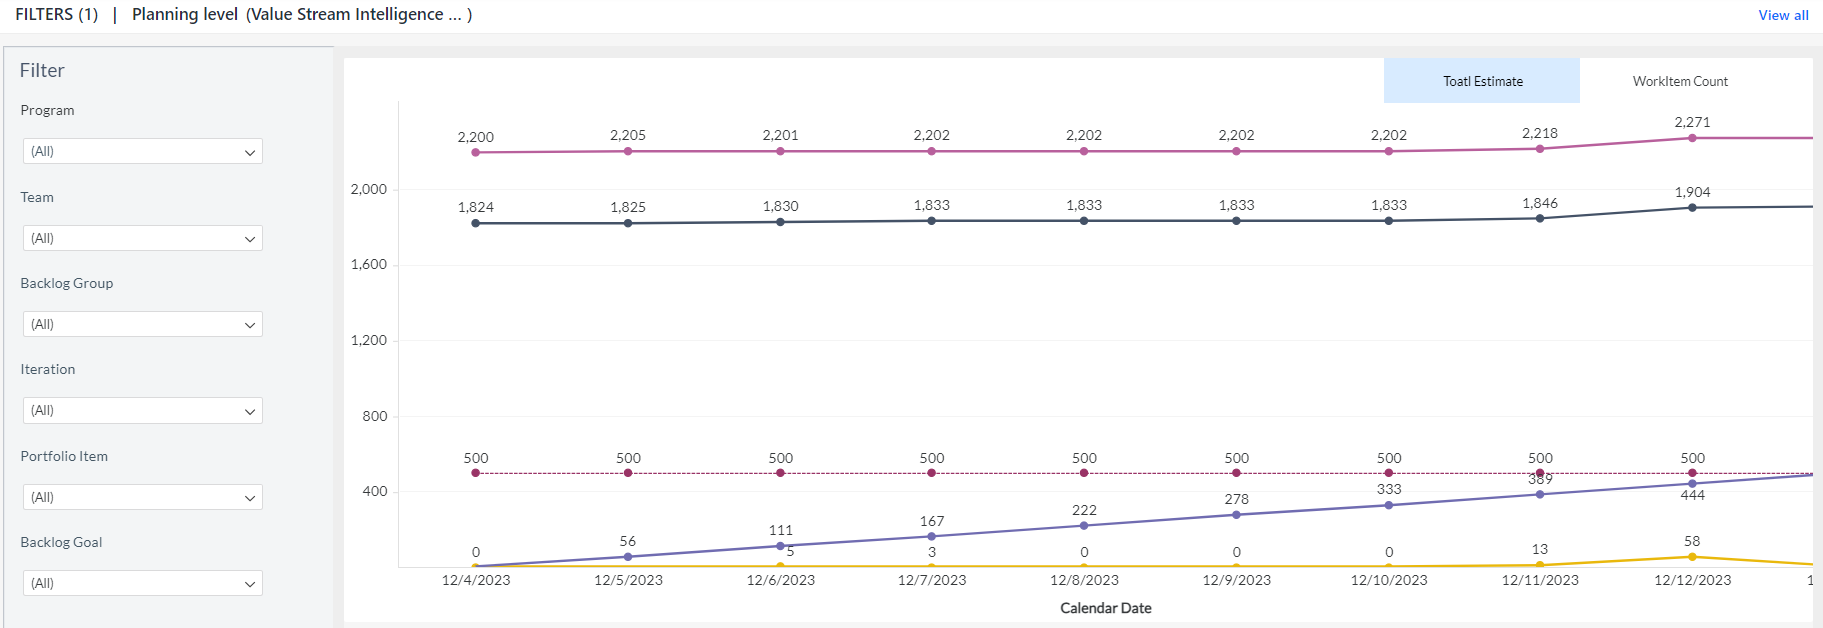 FILTERS (1) | Planning level (Value Stream Intelligence ... )
View all
Filter
Program
(All)
Team
(All)
Backlog Group
(All)
Iteration
(All)
Portfolio Item
(All)
Backlog Goal
(All)
Toatl Estimate
WorkItem Count
2,200 2,205 2,201 2,202 2,202 2,202 2,202 2,218 2,271
2,000
1,824 1,825 1,830 1,833 1,833 1,833 1,833 1,846 1,904
1,600
1,200
800
500 500 500 500 500 500 500 500 500
400
56 111 167 222 278 333 389 444
0 5 3 0 0 0 13 58
12/4/2023 12/5/2023 12/6/2023 12/7/2023 12/8/2023 12/9/2023 12/10/2023 12/11/2023 12/12/2023 1
Calendar Date